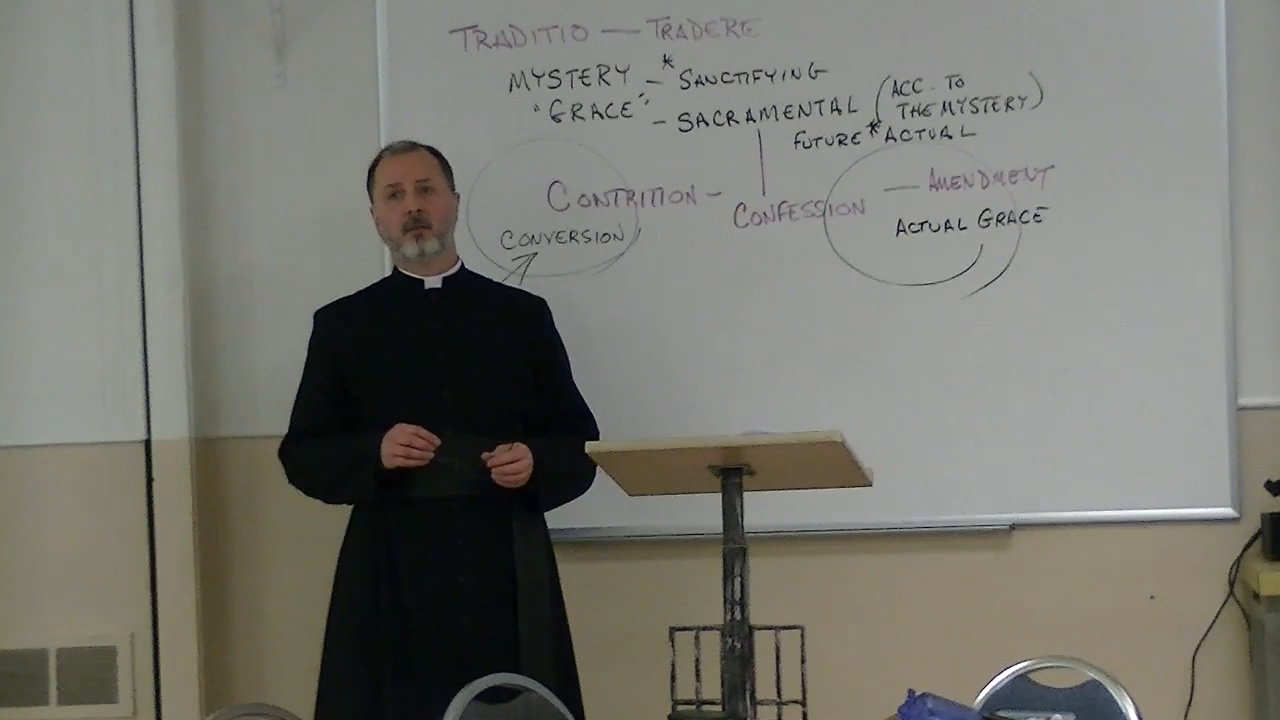 TRADITIO — TRADERE
MYSTERY — * SANCTIFYING
"GRACE" — SACRAMENTAL (ACC. TO THE MYSTERY)
FUTURE * ACTUAL
CONTRITION — CONFESSION — AMENDMENT
CONVERSION
ACTUAL GRACE